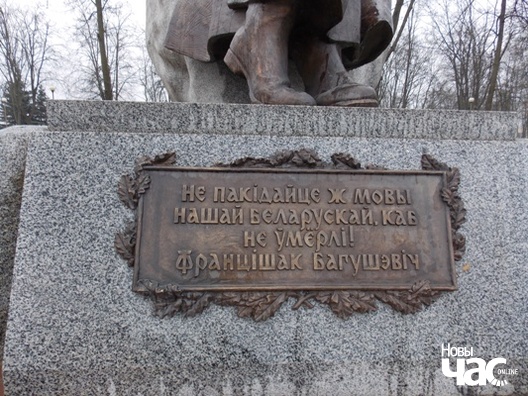 Не пакідайце ж мовы
нашай беларускай, каб
не ўмёрлі!
Францішак Багушэвіч
Новы
Час
ONLINE